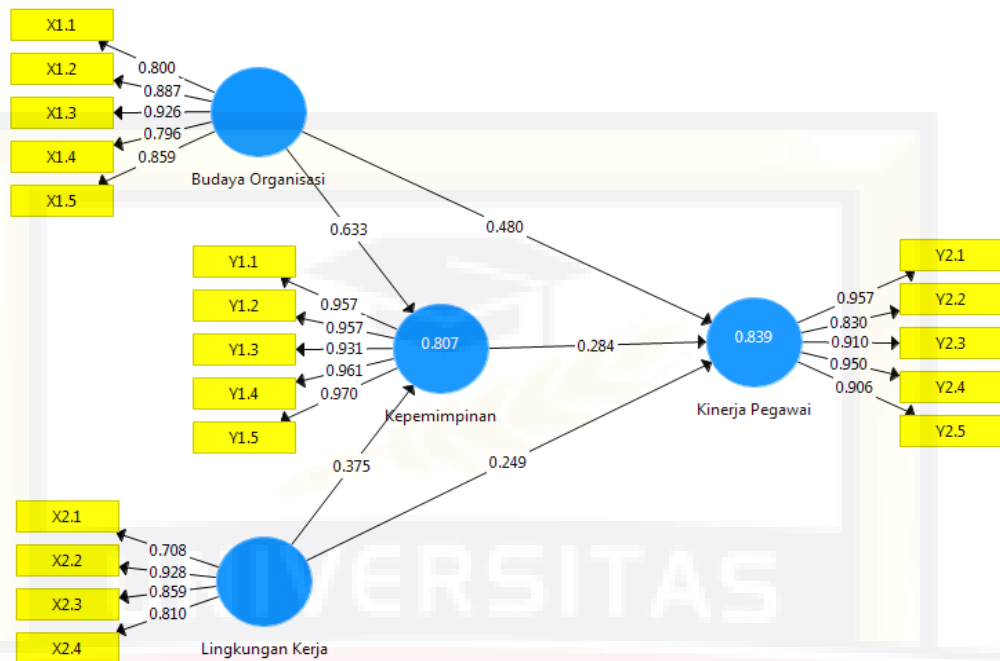 X1.1
X1.2
X1.3
X1.4
X1.5
0.800
0.887
0.926
0.796
0.859
Budaya Organisasi
0.633
0.480
Y1.1
Y1.2
Y1.3
Y1.4
Y1.5
0.957
0.957
0.931
0.961
0.970
0.807
Kepemimpinan
0.284
0.839
Kinerja Pegawai
0.957
0.830
0.910
0.950
0.906
Y2.1
Y2.2
Y2.3
Y2.4
Y2.5
0.375
0.249
X2.1
X2.2
X2.3
X2.4
0.708
0.928
0.859
0.810
Lingkungan Kerja
UNIVERSITAS